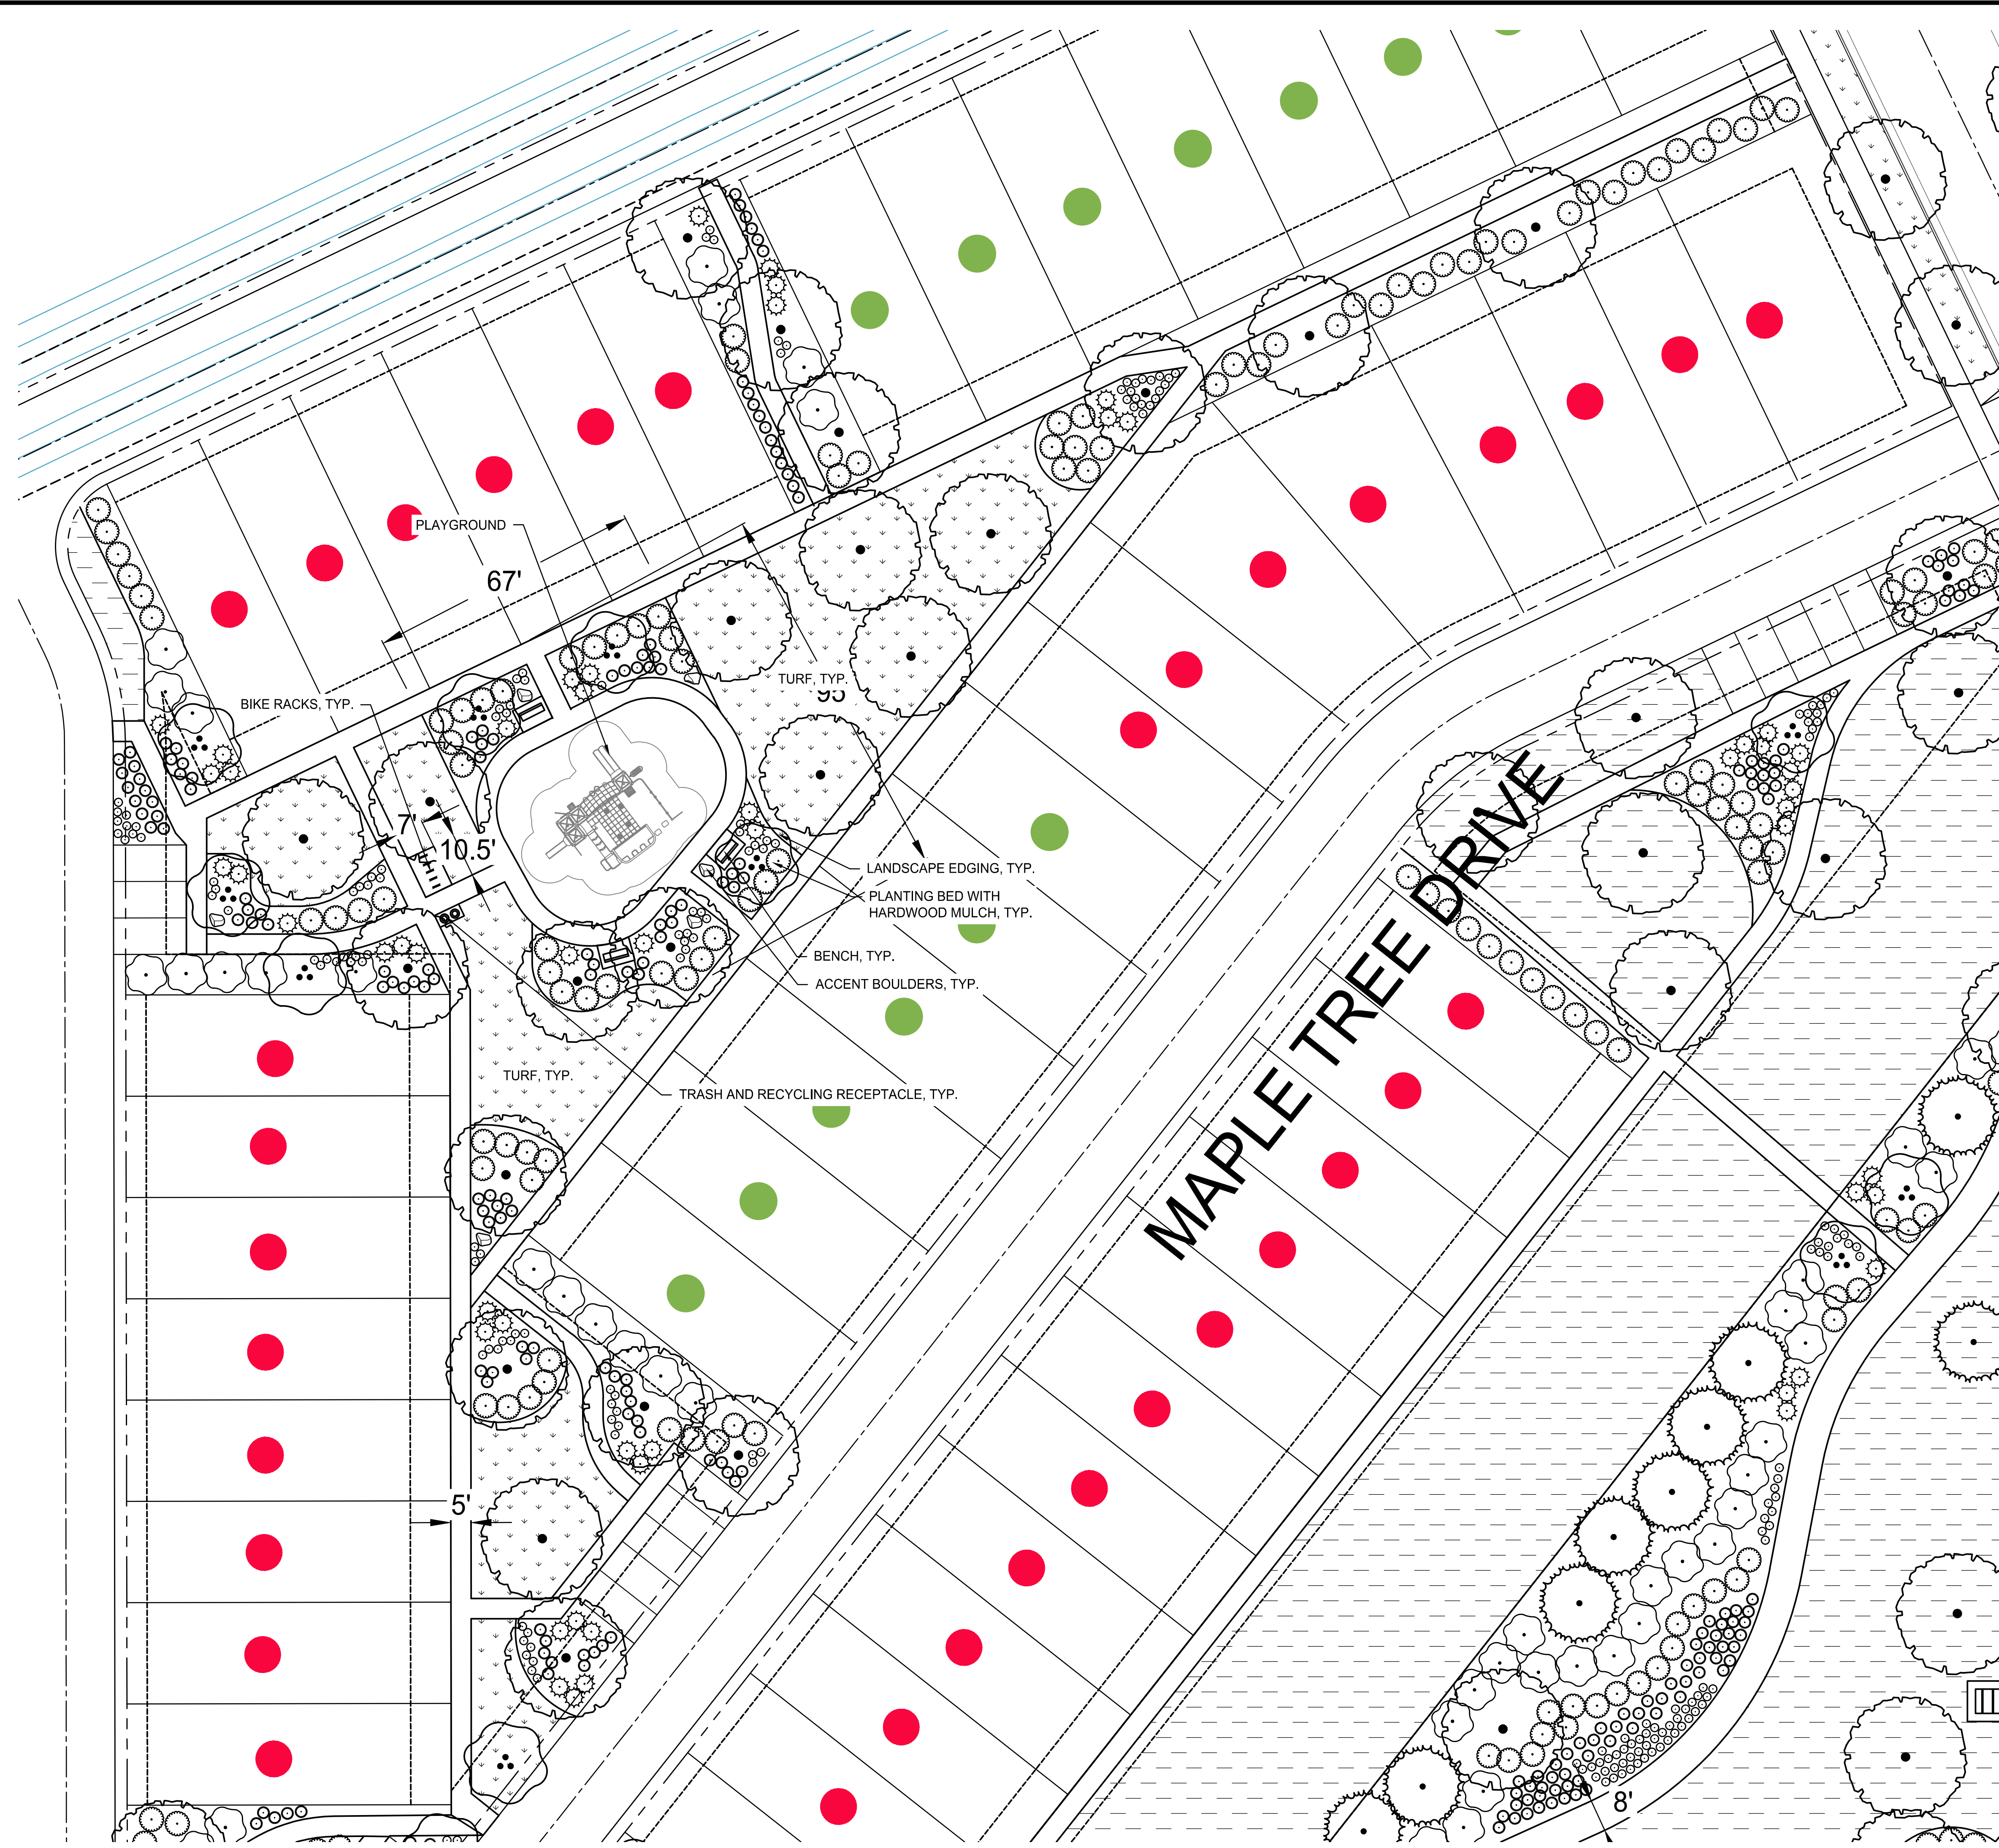 PLAYGROUND
67'
TURF, TYP.
95'
BIKE RACKS, TYP.
7'
10.5'
LANDSCAPE EDGING, TYP.
PLANTING BED WITH
HARDWOOD MULCH, TYP.
BENCH, TYP.
ACCENT BOULDERS, TYP.
MAPLE TREE DRIVE
TURF, TYP.
TRASH AND RECYCLING RECEPTACLE, TYP.
5'
8'